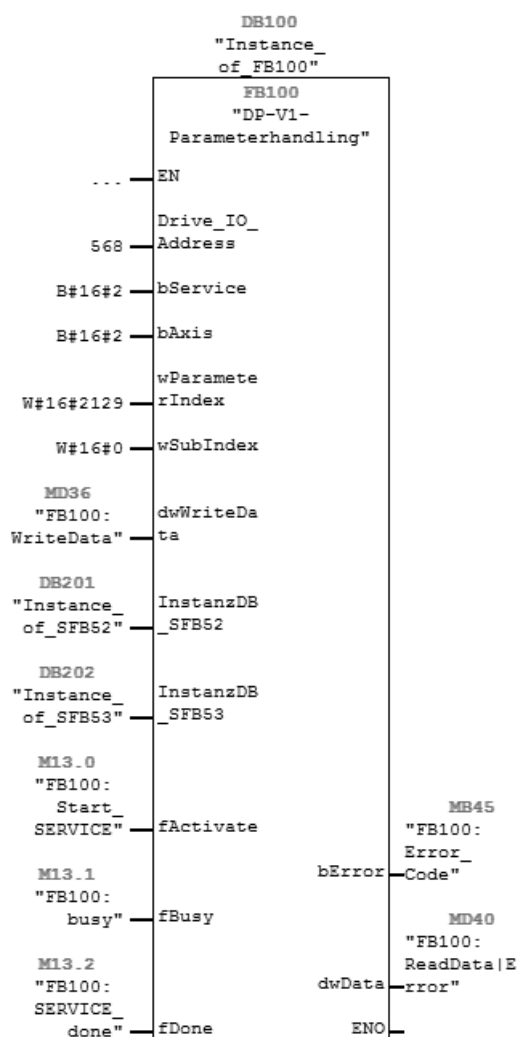 DB100
"Instance_
of_FB100"
FB100
"DP-V1-
Parameterhandling"
... EN
Drive_IO_
568 Address
B#16#2 bService
B#16#2 bAxis
wParamete
W#16#2129 rIndex
W#16#0 wSubIndex
MD36
"FB100: dwWriteDa
WriteData" ta
DB201
"Instance_ InstanzDB
of_SFB52" _SFB52
DB202
"Instance_ InstanzDB
of_SFB53" _SFB53
M13.0
"FB100:
Start_
SERVICE" fActivate
MB45
"FB100:
Error_
bError Code"
M13.1
"FB100:
busy" fBusy
MD40
"FB100:
ReadData|E
dwData rror"
M13.2
"FB100:
SERVICE_
done" fDone ENO